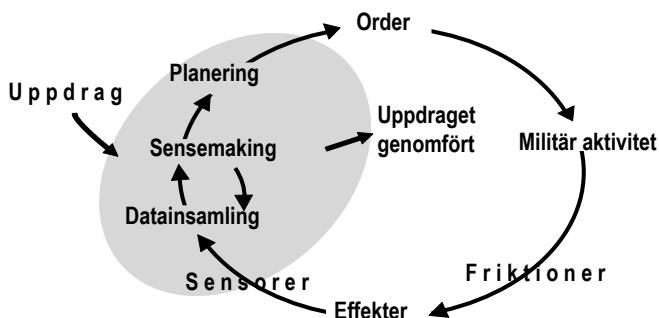 Order
Planering
Uppdrag
Uppdraget
genomfört
Sensemaking
Militär aktivitet
Datainsamling
Sensorer
Friktioner
Effekter